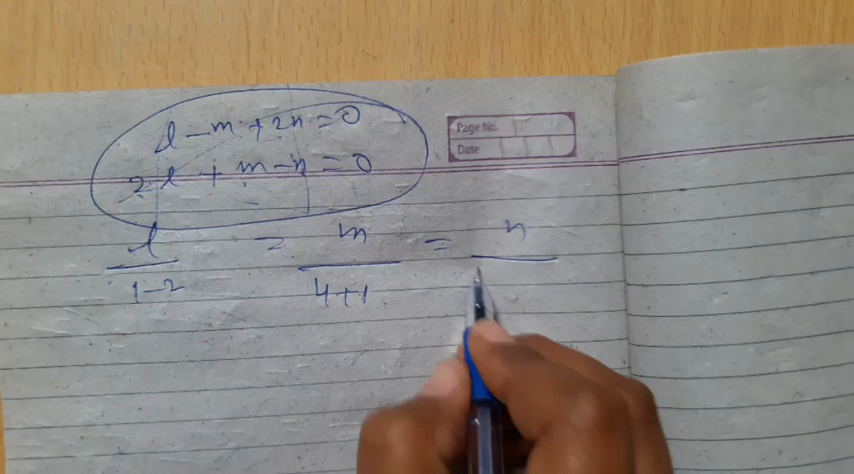 l - m + 2n = 0
Page No.
2l + m - n = 0
Date
l = m = n
1-2 4+1